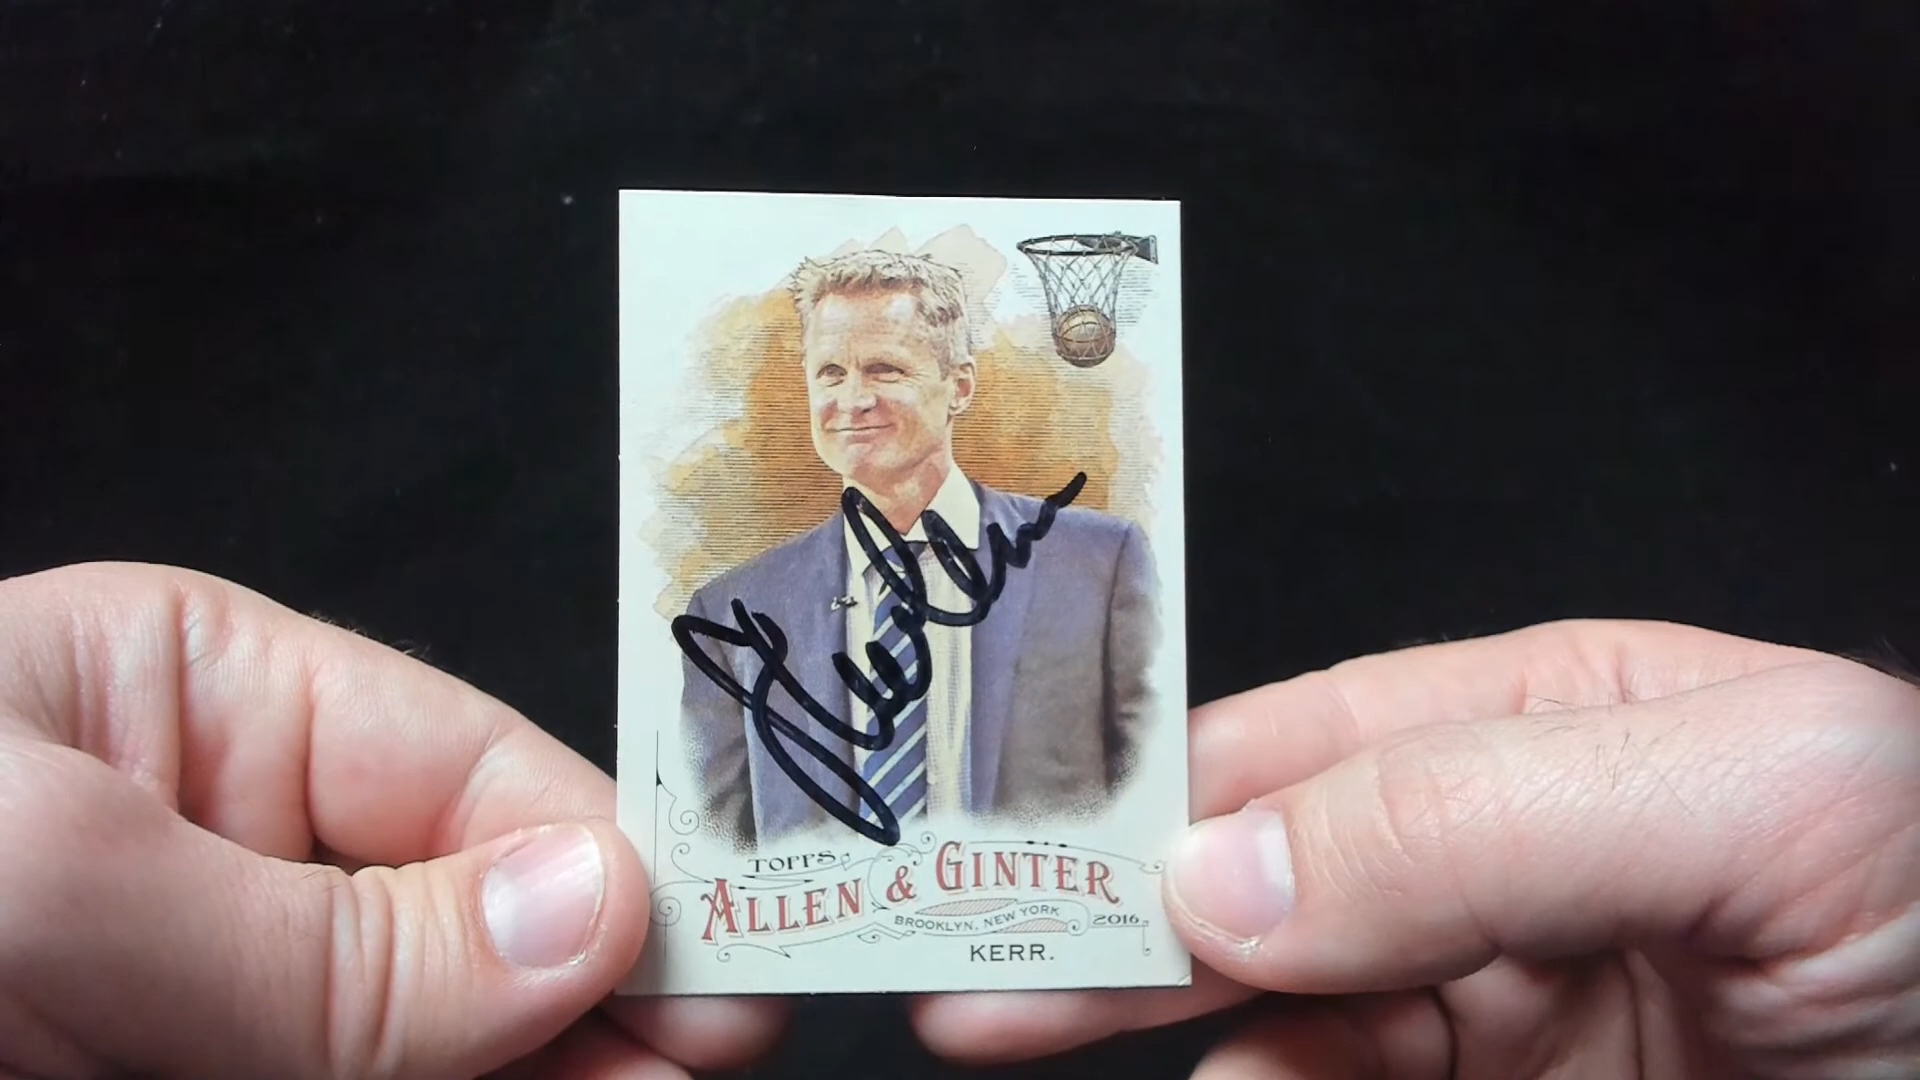 TOPPS
ALLEN & GINTER
BROOKLYN, NEW YORK
2016
KERR.